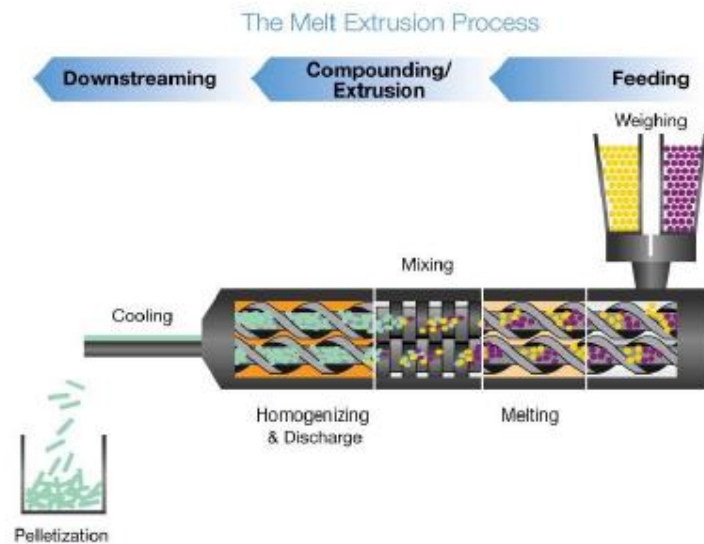 The Melt Extrusion Process
Downstreaming
Compounding/
Extrusion
Feeding
Weighing
Mixing
Cooling
Homogenizing
& Discharge
Melting
Pelletization